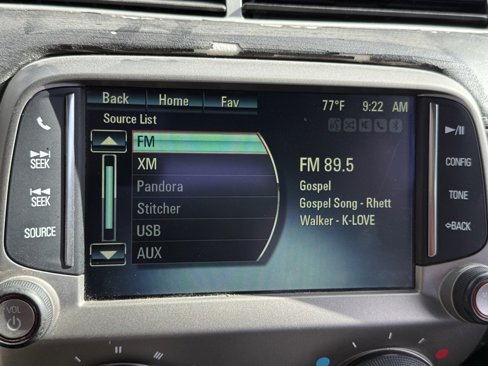 Back Home Fav 77°F 9:22 AM
Source List
FM
XM
Pandora
Stitcher
USB
AUX
FM 89.5
Gospel
Gospel Song - Rhett
Walker - K-LOVE
SEEK
SEEK
SOURCE
VOL
CONFIG
TONE
BACK